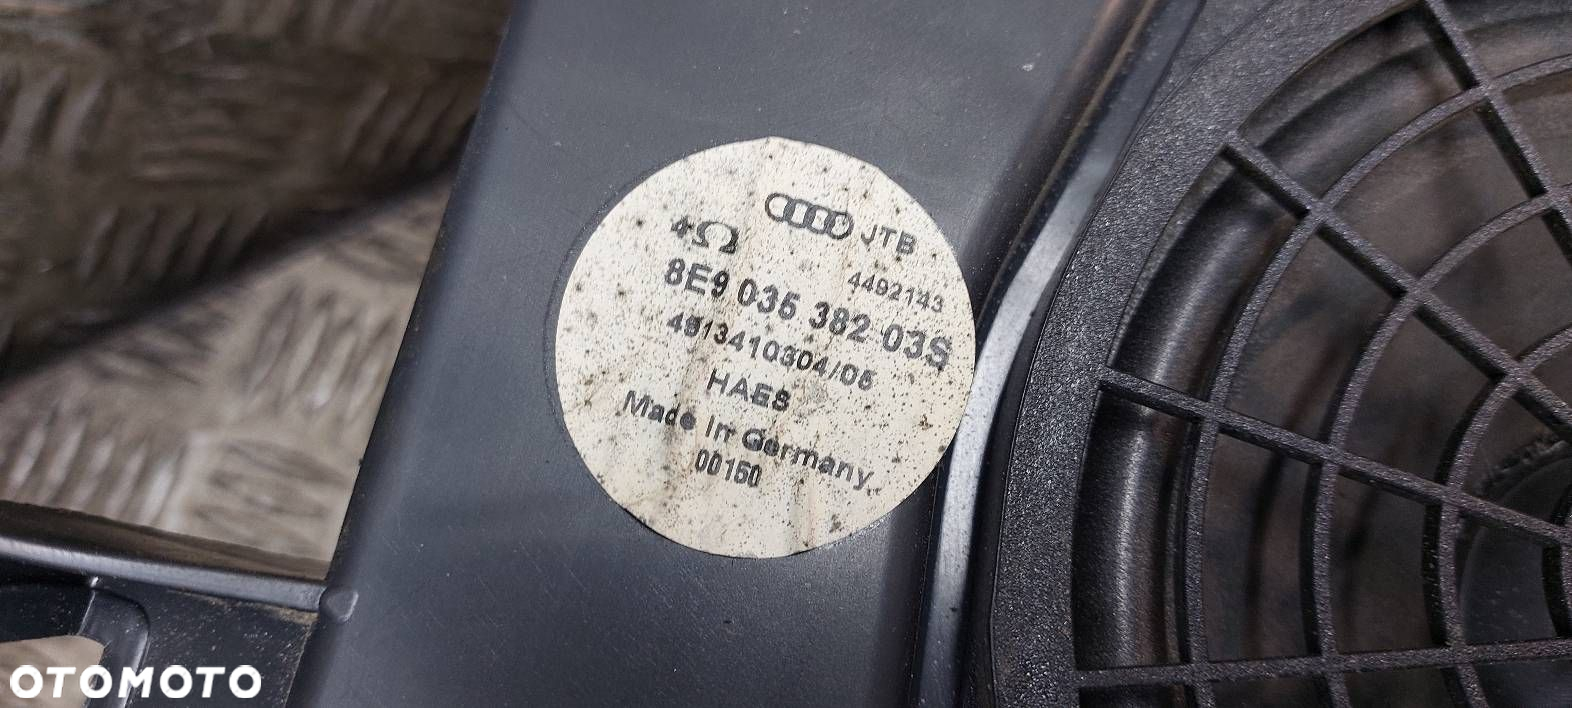 JTB
4Ω
4492143
8E9 035 382 03S
4813410304/05
HAES
Made in Germany
00150
OTOMOTO